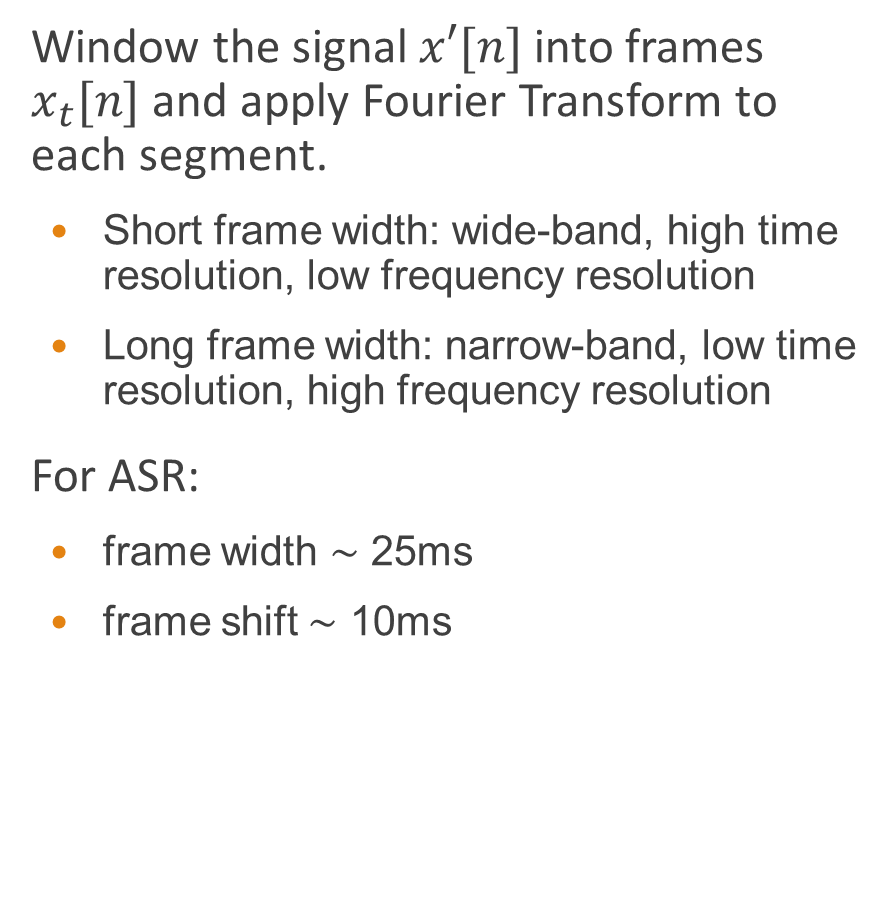 Window the signal x′[n] into frames
xₜ[n] and apply Fourier Transform to
each segment.
• Short frame width: wide-band, high time
resolution, low frequency resolution
• Long frame width: narrow-band, low time
resolution, high frequency resolution
For ASR:
• frame width ~ 25ms
• frame shift ~ 10ms